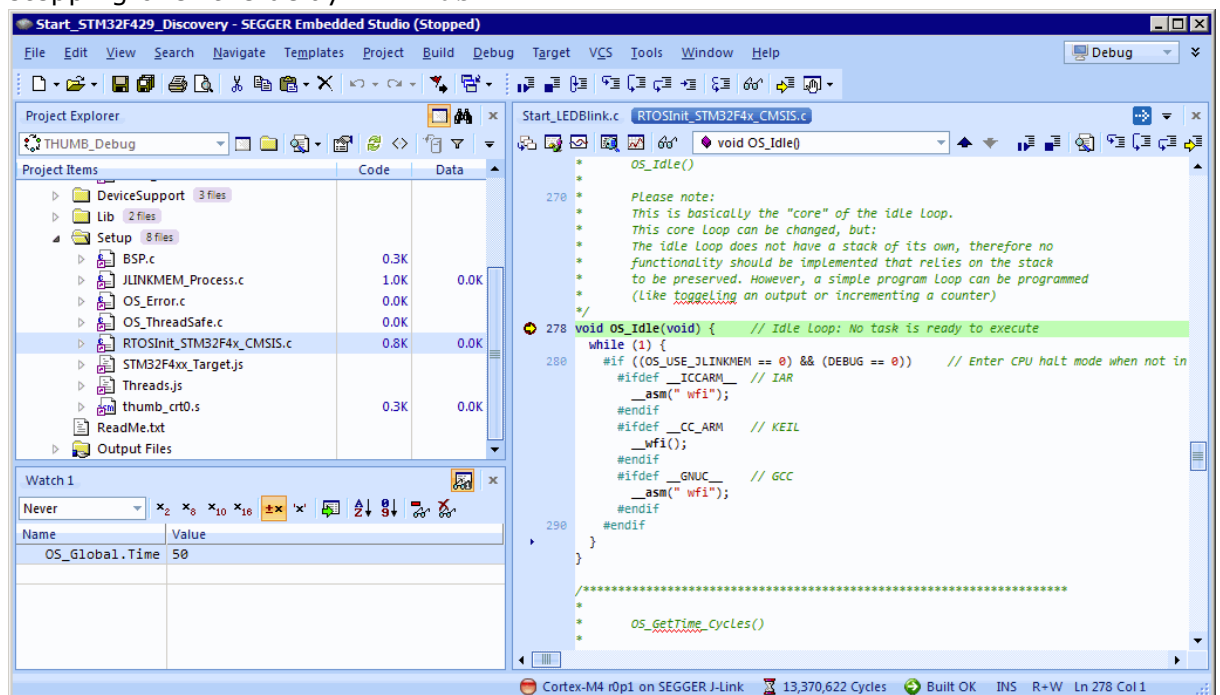 Start_STM32F429_Discovery - SEGGER Embedded Studio (Stopped)
File Edit View Search Navigate Templates Project Build Debug Target VCS Tools Window Help
Debug
Project Explorer
THUMB_Debug
Project Items Code Data
DeviceSupport 3 files
Lib 2 files
Setup 8 files
BSP.c 0.3K
JLINKMEM_Process.c 1.0K 0.0K
OS_Error.c 0.0K
OS_ThreadSafe.c 0.0K
RTOSInit_STM32F4x_CMSIS.c 0.8K 0.0K
STM32F4xx_Target.js
Threads.js
thumb_crt0.s 0.3K 0.0K
ReadMe.txt
Output Files
Watch 1
Never x2 x8 x10 x16 ±x 'x'
Name Value
OS_Global.Time 50
Start_LEDBlink.c RTOSInit_STM32F4x_CMSIS.c
void OS_Idle()
* OS_Idle()
*
270 * Please note:
* This is basically the "core" of the idle loop.
* This core loop can be changed, but:
* The idle loop does not have a stack of its own, therefore no
* functionality should be implemented that relies on the stack
* to be preserved. However, a simple program loop can be programmed
* (like toggeling an output or incrementing a counter)
*/
278 void OS_Idle(void) { // Idle loop: No task is ready to execute
while (1) {
280 #if ((OS_USE_JLINKMEM == 0) && (DEBUG == 0)) // Enter CPU halt mode when not in
#ifdef __ICCARM__ // IAR
__asm(" wfi");
#endif
#ifdef __CC_ARM // KEIL
__wfi();
#endif
#ifdef __GNUC__ // GCC
__asm(" wfi");
#endif
290 #endif
}
}
/*********************************************************************
*
* OS_GetTime_Cycles()
*
Cortex-M4 r0p1 on SEGGER J-Link 13,370,622 Cycles Built OK INS R+W Ln 278 Col 1